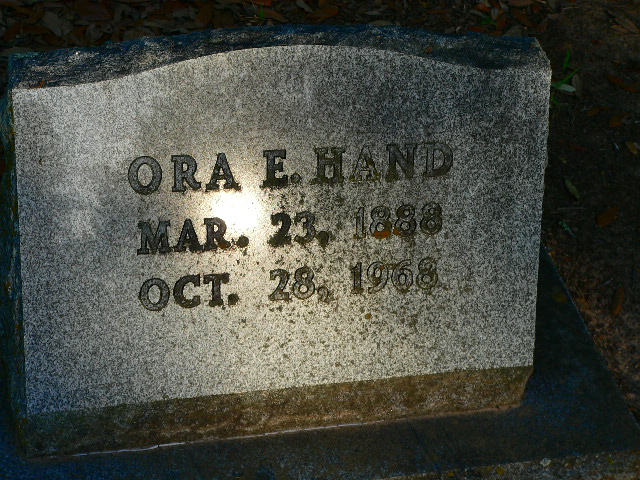 ORA E. HAND
MAR. 23, 1888
OCT. 28, 1968